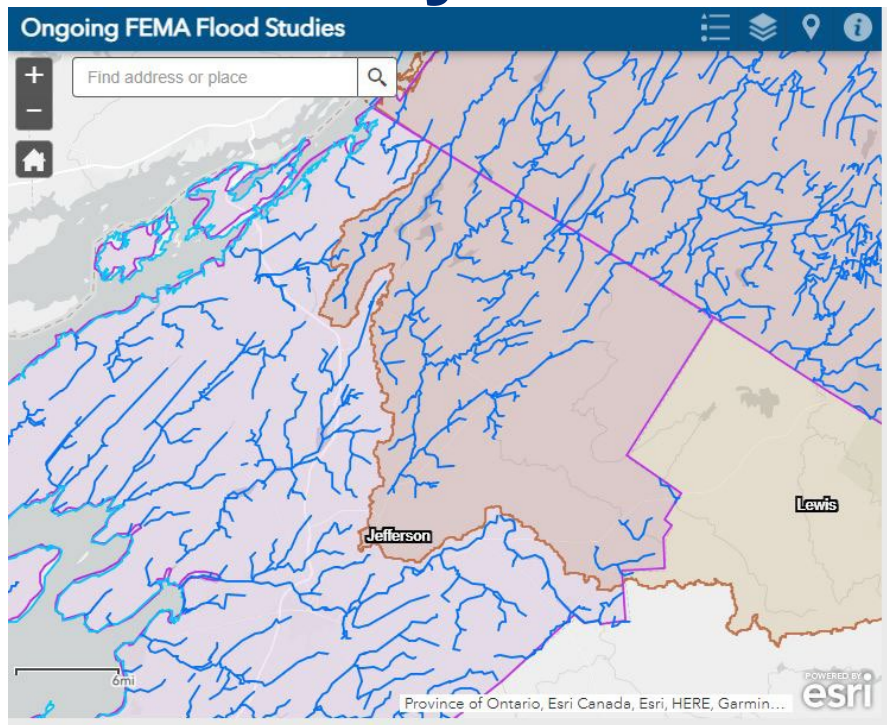 Ongoing FEMA Flood Studies
+
Find address or place
−
Lewis
Jefferson
6mi
POWERED BY
esri
Province of Ontario, Esri Canada, Esri, HERE, Garmin...